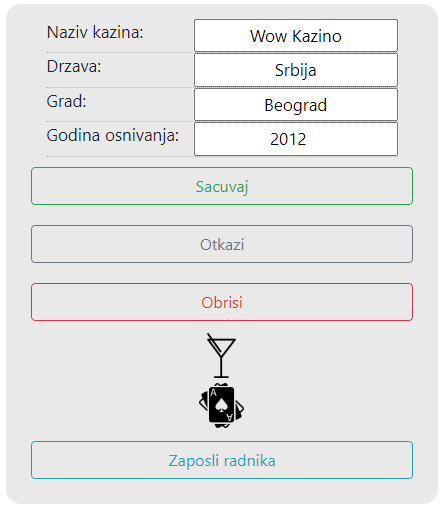 Naziv kazina: Wow Kazino
Drzava: Srbija
Grad: Beograd
Godina osnivanja: 2012
Sacuvaj
Otkazi
Obrisi
A
A
Zaposli radnika